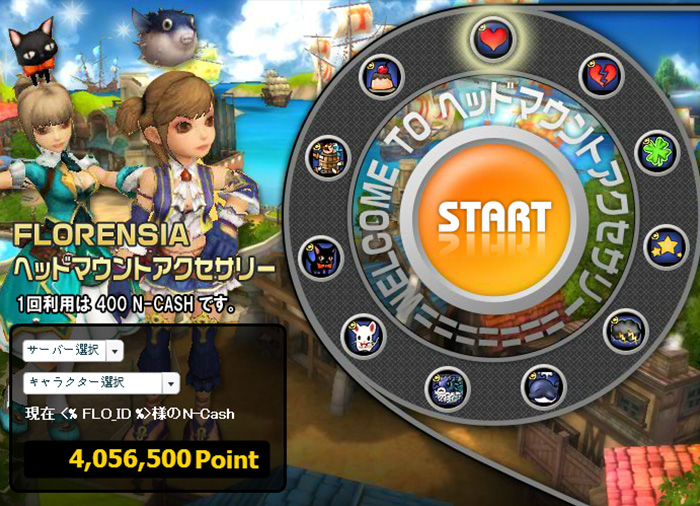 FLORENSIA
ヘッドマウントアクセサリー
1回利用は 400 N-CASH です。
サーバー選択
キャラクター選択
現在 <% FLO_ID %>様のN-Cash
4,056,500 Point
WELCOME TO ヘッドマウントアクセサリー
START